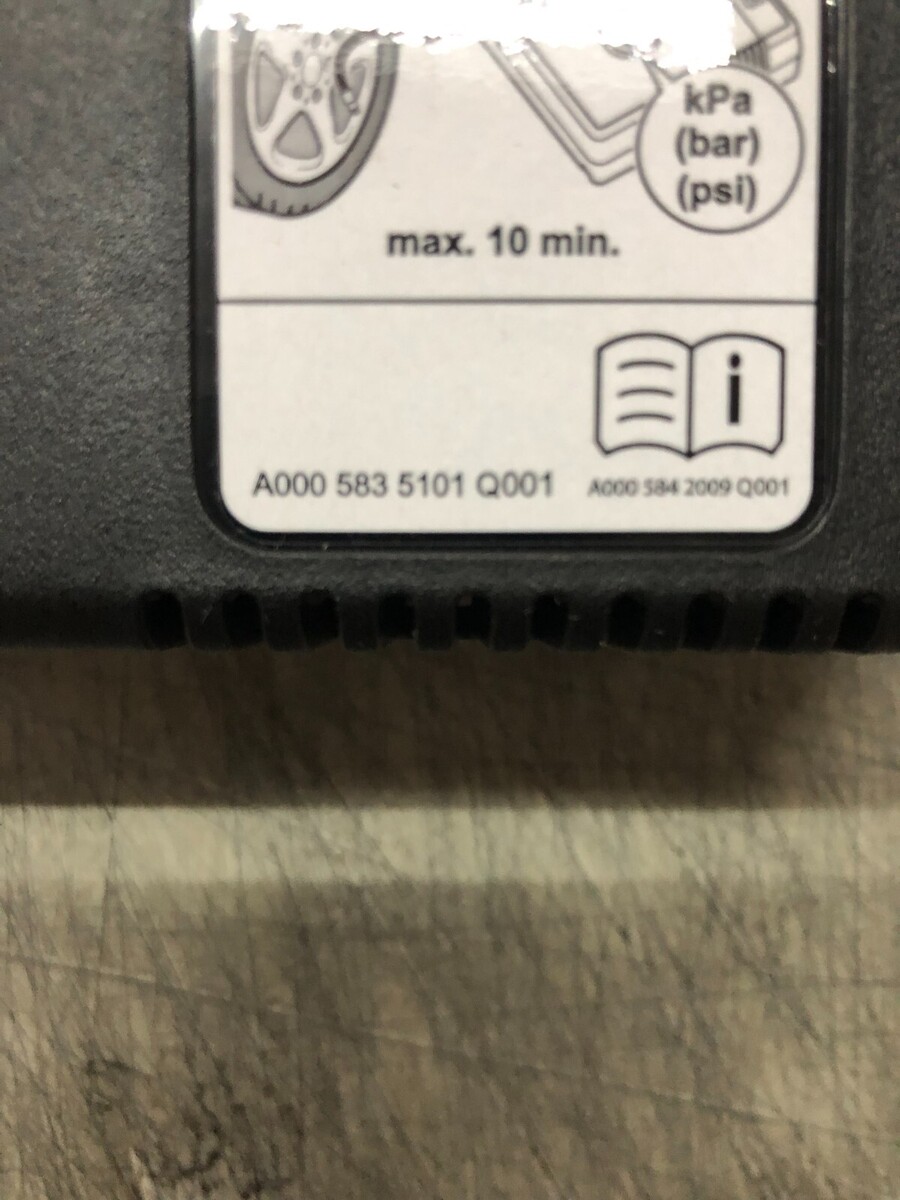 kPa
(bar)
(psi)
max. 10 min.
i
A000 583 5101 Q001
A000 584 2009 Q001